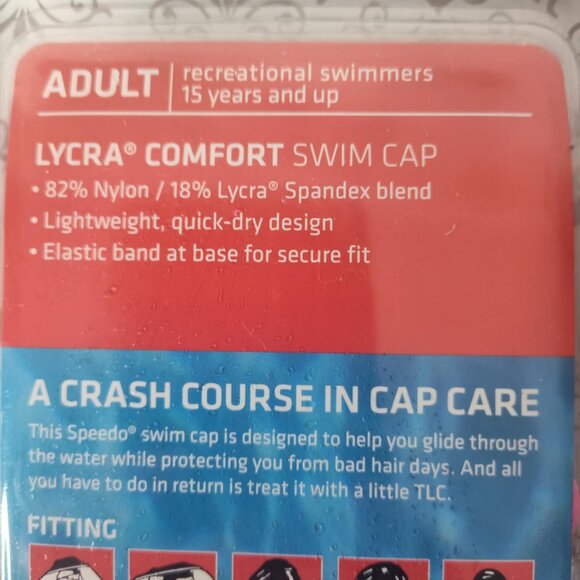 ADULT
recreational swimmers
15 years and up
LYCRA® COMFORT SWIM CAP
• 82% Nylon / 18% Lycra® Spandex blend
• Lightweight, quick-dry design
• Elastic band at base for secure fit
A CRASH COURSE IN CAP CARE
This Speedo® swim cap is designed to help you glide through
the water while protecting you from bad hair days. And all
you have to do in return is treat it with a little TLC.
FITTING